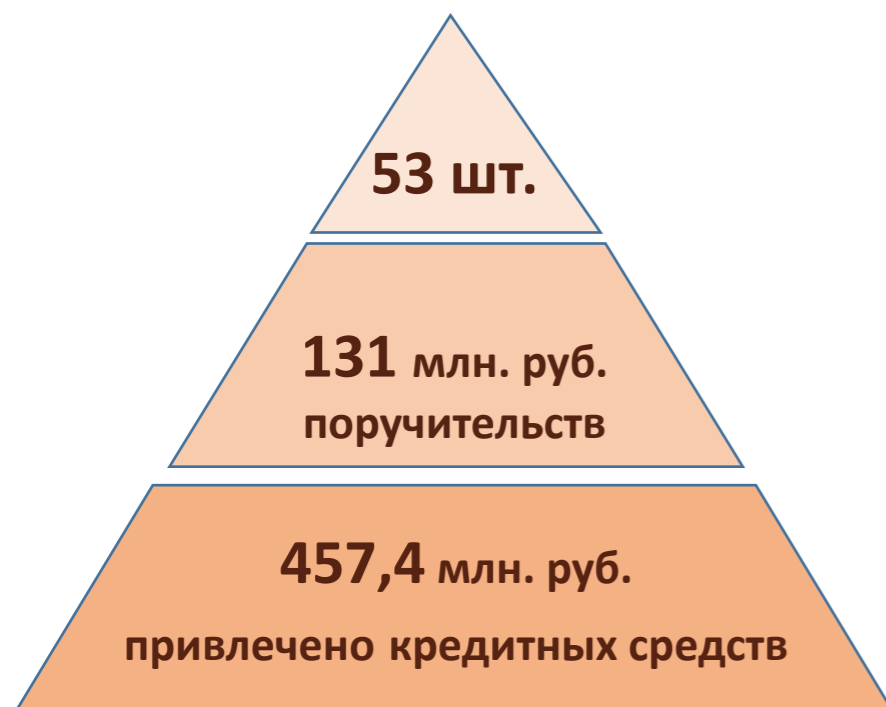 53 шт.
131 млн. руб.
поручительств
457,4 млн. руб.
привлечено кредитных средств